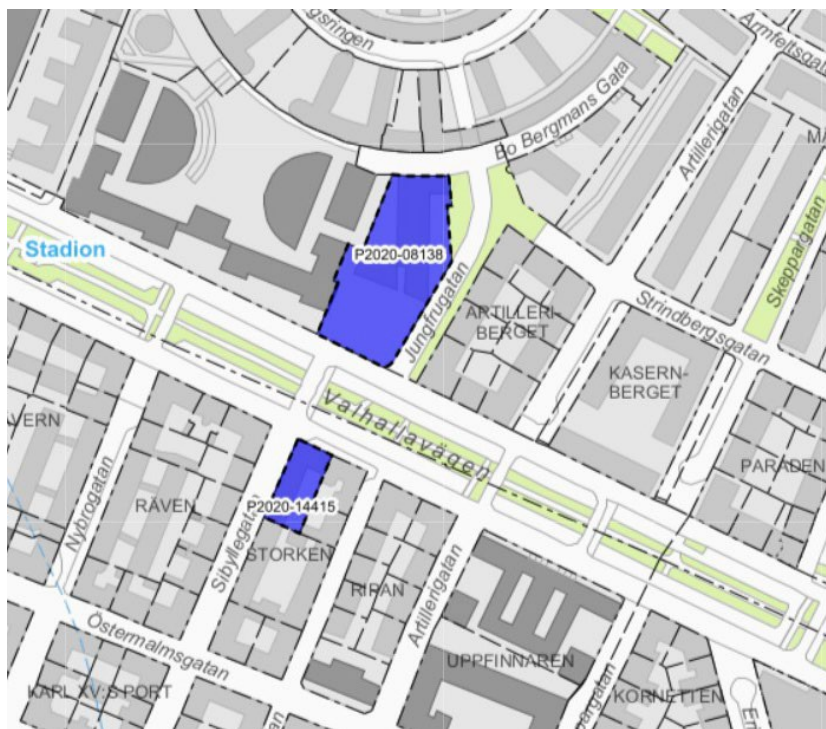 Armfeltsga
Bo Bergmans Gata
Artillerigatan
Skeppargatan
Stadion
P2020-08138
Jungfrugatan
ARTILLERI-
BERGET
Strindbergsgatan
KASERN-
BERGET
Valhallavägen
VERN
Nybrogatan
RÄVEN
Sibyllegatan
P2020-14415
STORKEN
RIPAN
Artillerigatan
PARADEN
Östermalmsgatan
UPPFINNAREN
KARL XV:S PORT
KORNETTEN